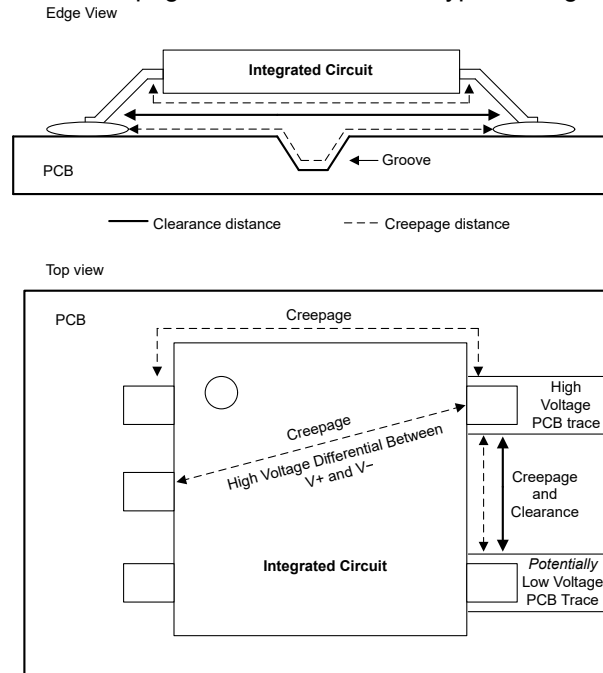 Edge View
Integrated Circuit
Groove
PCB
Clearance distance
Creepage distance
Top view
PCB
Creepage
High
Voltage
PCB trace
Creepage
High Voltage Differential Between
V+ and V−
Creepage
and
Clearance
Integrated Circuit
Potentially
Low Voltage
PCB Trace